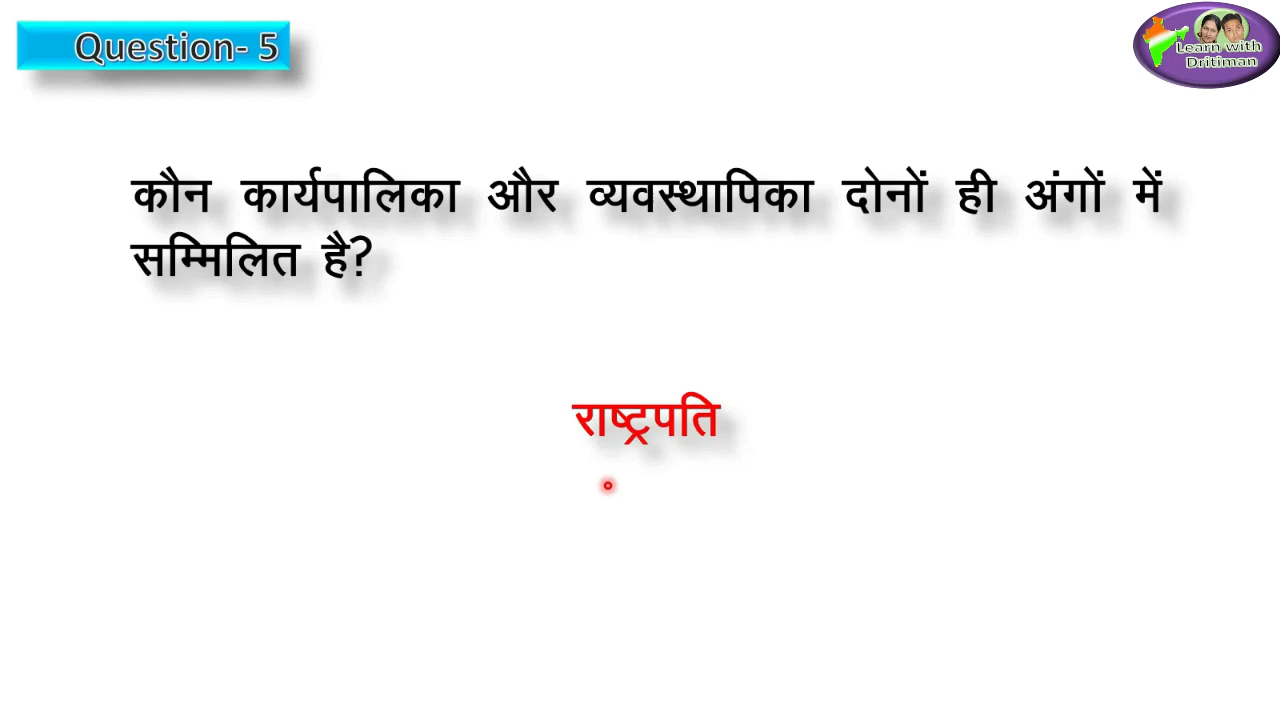 Question- 5
Learn with
Dritiman
कौन कार्यपालिका और व्यवस्थापिका दोनों ही अंगों में
सम्मिलित है?
राष्ट्रपति